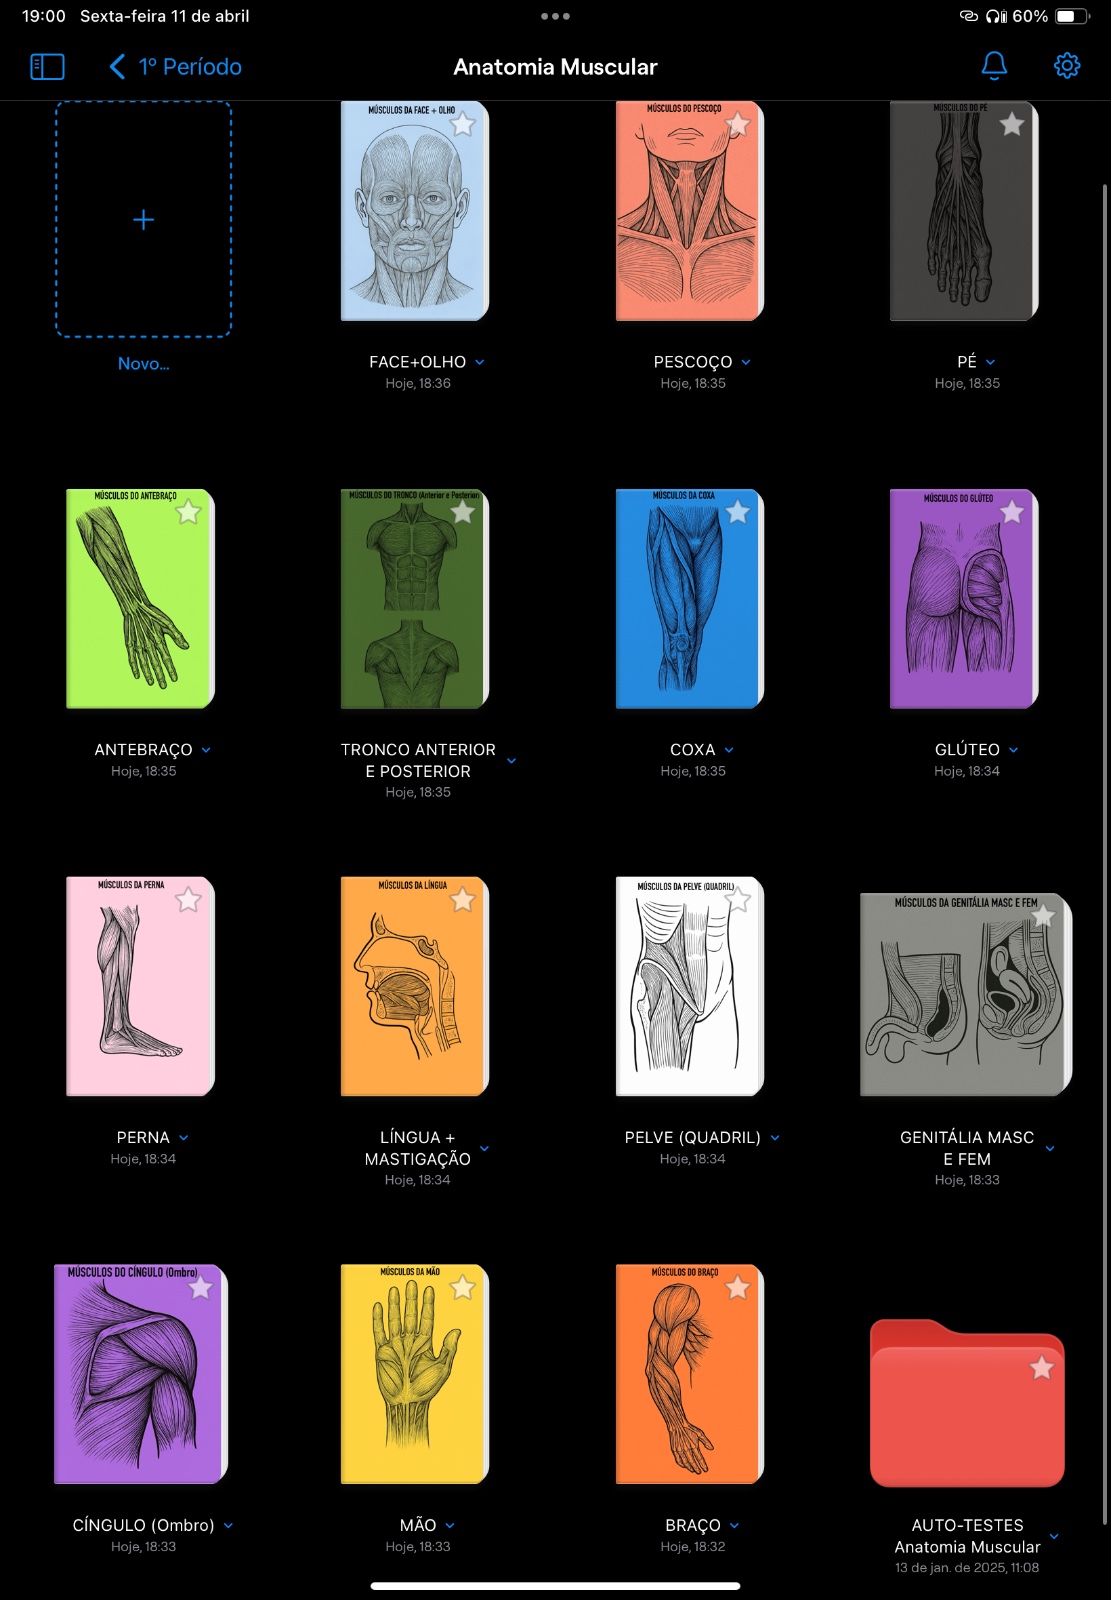 19:00 Sexta-feira 11 de abril
60%
1º Período
Anatomia Muscular
MÚSCULOS DA FACE + OLHO
MÚSCULOS DO PESCOÇO
MÚSCULOS DO PÉ
Novo...
FACE+OLHO
Hoje, 18:36
PESCOÇO
Hoje, 18:35
PÉ
Hoje, 18:35
MÚSCULOS DO ANTEBRAÇO
MÚSCULOS DO TRONCO (Anterior e Posterior)
MÚSCULOS DA COXA
MÚSCULOS DO GLÚTEO
ANTEBRAÇO
Hoje, 18:35
TRONCO ANTERIOR
E POSTERIOR
Hoje, 18:35
COXA
Hoje, 18:35
GLÚTEO
Hoje, 18:34
MÚSCULOS DA PERNA
MÚSCULOS DA LÍNGUA
MÚSCULOS DA PELVE (QUADRIL)
MÚSCULOS DA GENITÁLIA MASC E FEM
PERNA
Hoje, 18:34
LÍNGUA +
MASTIGAÇÃO
Hoje, 18:34
PELVE (QUADRIL)
Hoje, 18:34
GENITÁLIA MASC
E FEM
Hoje, 18:33
MÚSCULOS DO CÍNGULO (Ombro)
MÚSCULOS DA MÃO
MÚSCULOS DO BRAÇO
CÍNGULO (Ombro)
Hoje, 18:33
MÃO
Hoje, 18:33
BRAÇO
Hoje, 18:32
AUTO-TESTES
Anatomia Muscular
13 de jan. de 2025, 11:08